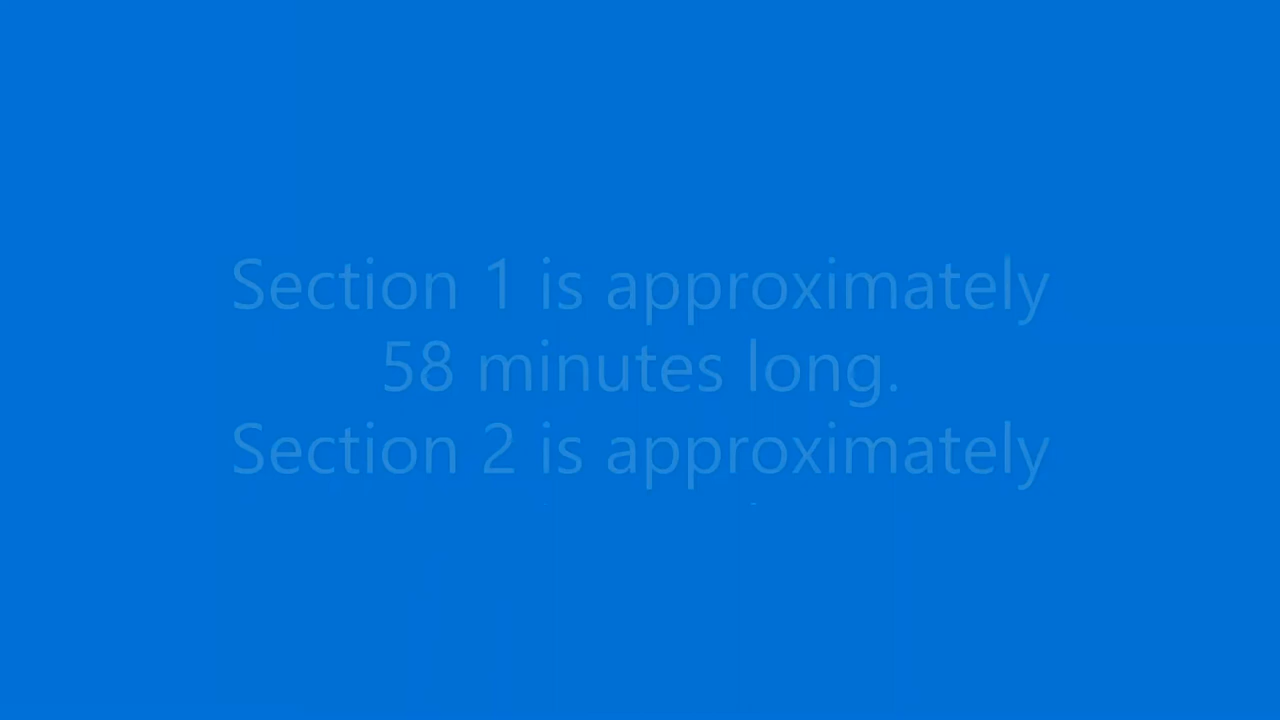 Section 1 is approximately
58 minutes long.
Section 2 is approximately